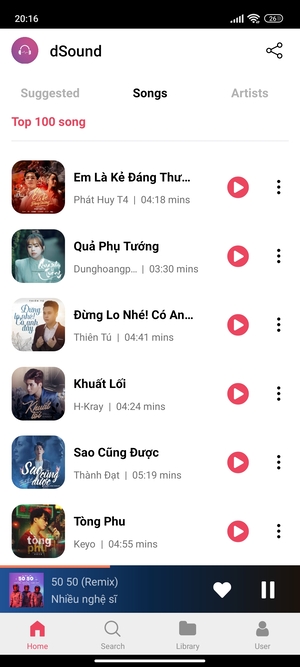 20:16
26
dSound
Suggested
Songs
Artists
Top 100 song
Em Là Kẻ Đáng Thư...
Phát Huy T4 | 04:18 mins
Quả Phụ Tướng
Dunghoangp... | 03:30 mins
Đừng Lo Nhé! Có An...
Thiên Tú | 04:41 mins
Khuất Lối
H-Kray | 04:24 mins
Sao Cũng Được
Thành Đạt | 05:19 mins
Tòng Phu
Keyo | 04:55 mins
50 50 (Remix)
Nhiều nghệ sĩ
Home
Search
Library
User